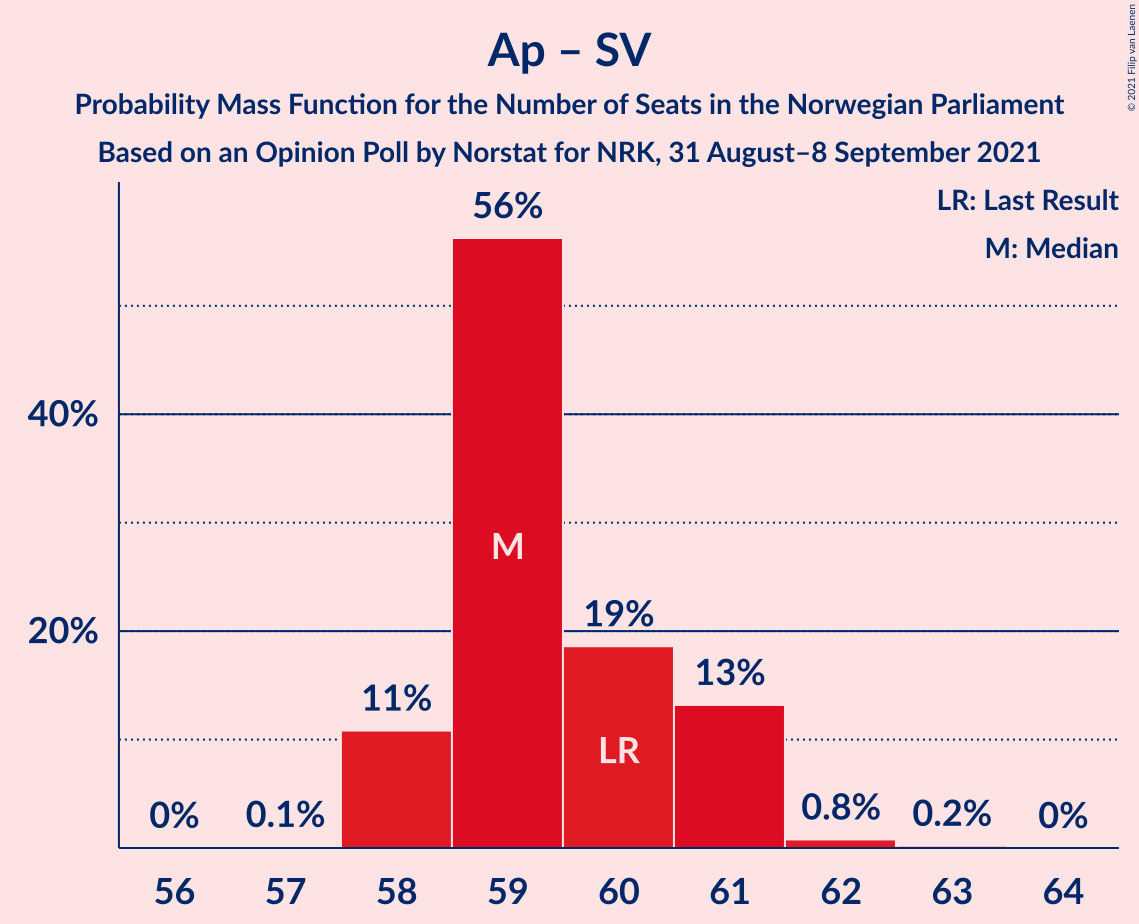 Ap – SV
Probability Mass Function for the Number of Seats in the Norwegian Parliament
Based on an Opinion Poll by Norstat for NRK, 31 August–8 September 2021
© 2021 Filip van Laenen
LR: Last Result
M: Median
56%
40%
M
20%
19%
13%
11%
LR
0%
0.1%
0.8%
0.2%
0%
56 57 58 59 60 61 62 63 64